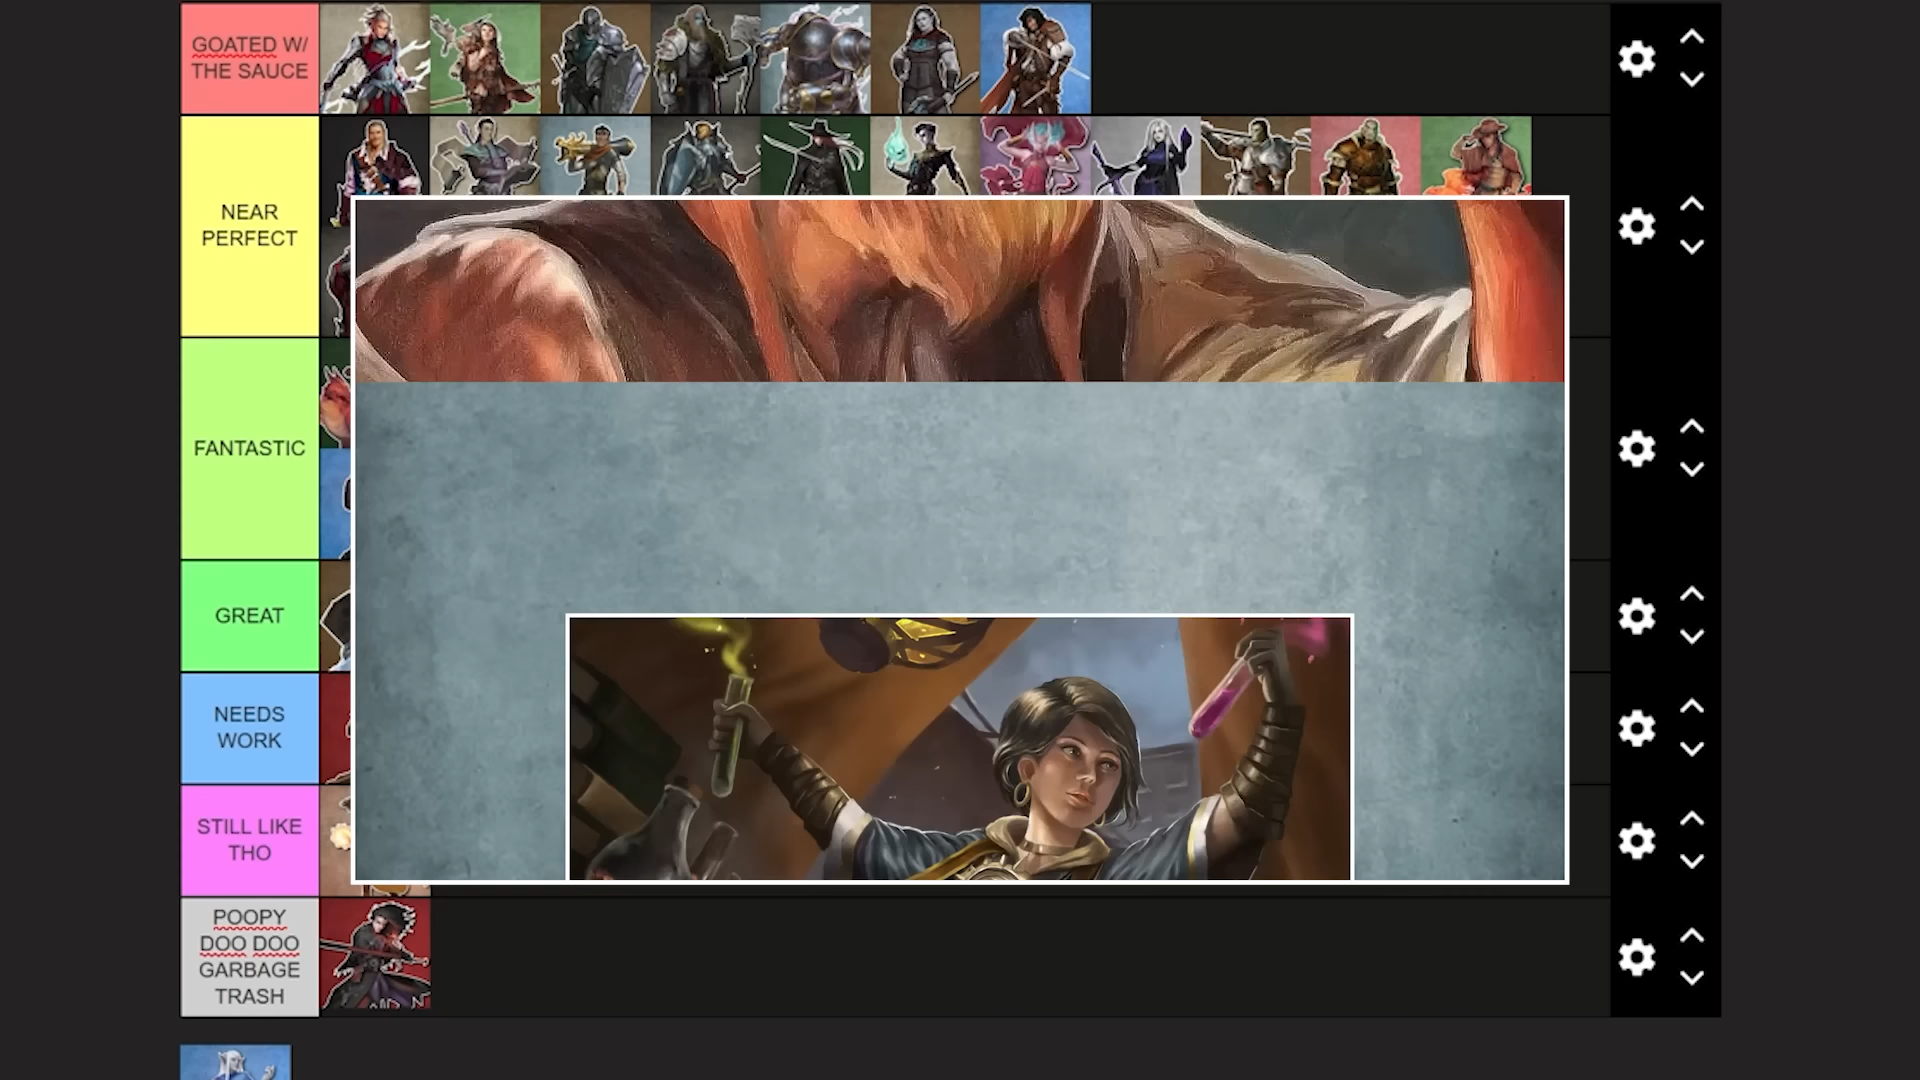 GOATED W/
THE SAUCE
NEAR
PERFECT
FANTASTIC
GREAT
NEEDS
WORK
STILL LIKE
THO
POOPY
DOO DOO
GARBAGE
TRASH